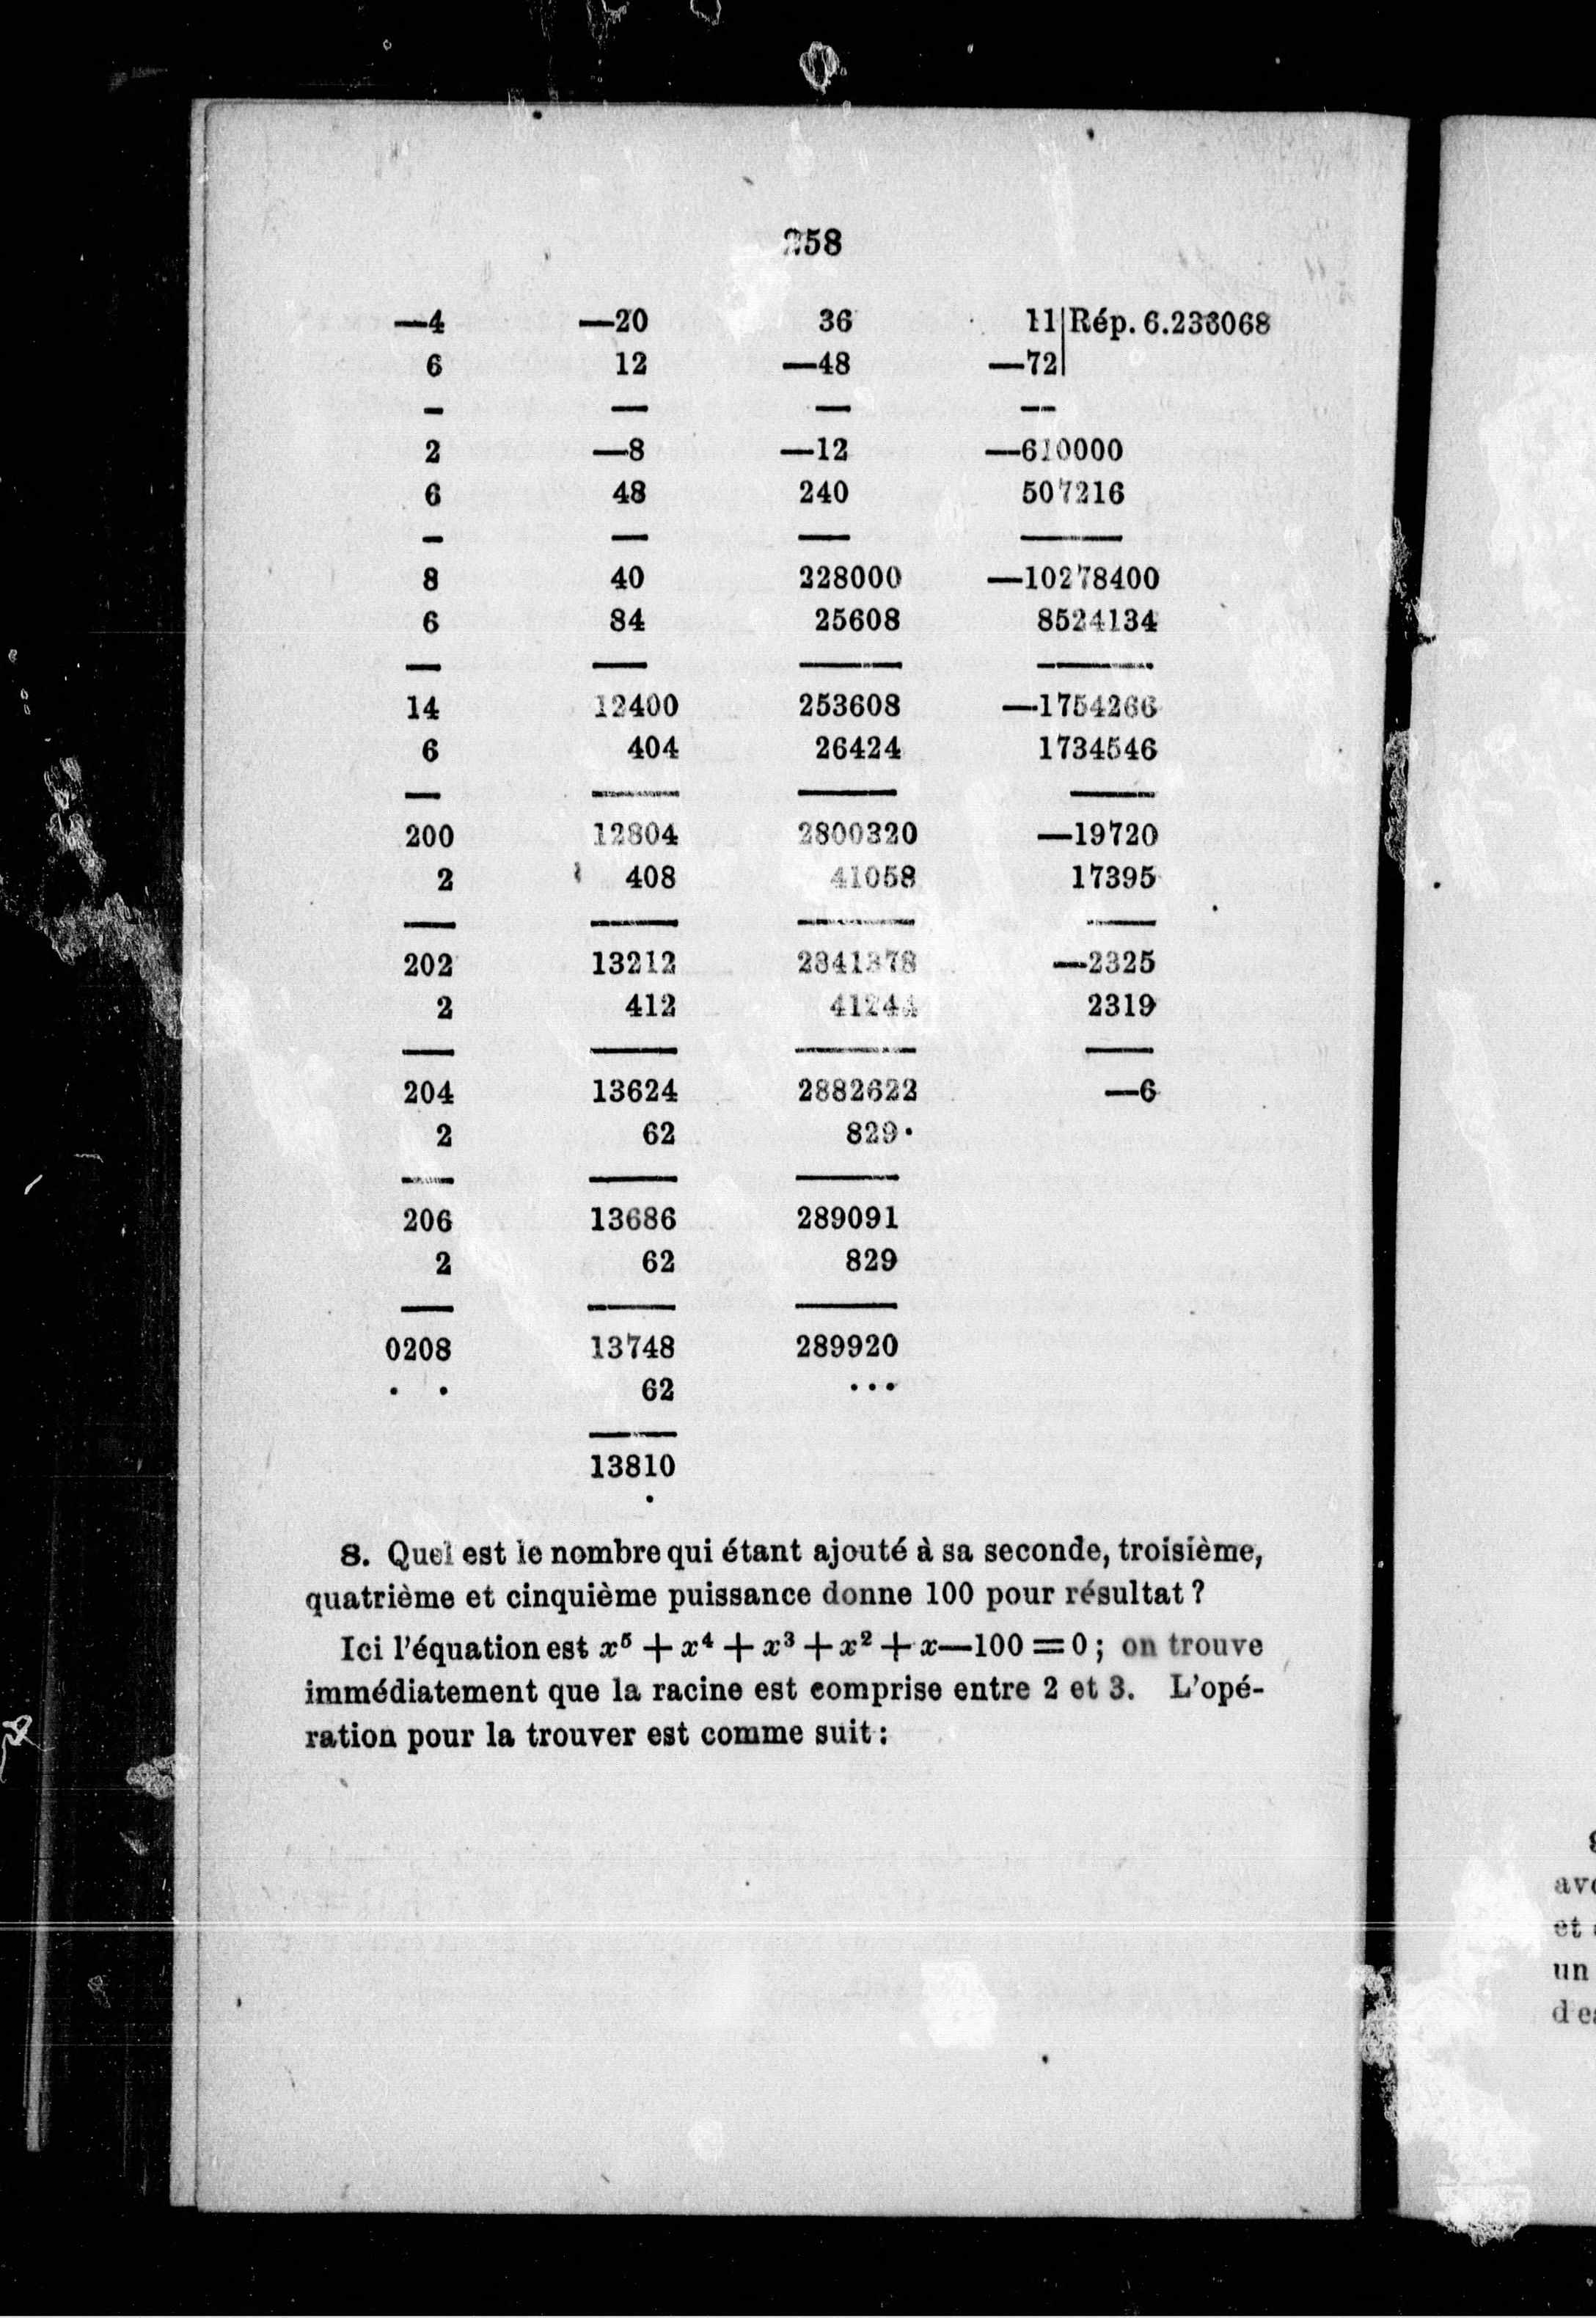 258
—4 —20 36 11|Rép. 6.236068
6 12 —48 —72|
2 —8 —12 —610000
6 48 240 507216
8 40 228000 —10278400
6 84 25608 8524134
14 12400 253608 —1754266
6 404 26424 1734546
200 12804 2800320 —19720
2 408 41058 17395
202 13212 2841378 —2325
2 412 41244 2319
204 13624 2882622 —6
2 62 829·
206 13686 289091
2 62 829
0208 13748 289920
. . 62 ...
13810
.
8. Quel est le nombre qui étant ajouté à sa seconde, troisième,
quatrième et cinquième puissance donne 100 pour résultat ?
Ici l'équation est x⁵ + x⁴ + x³ + x² + x—100 = 0 ; on trouve
immédiatement que la racine est comprise entre 2 et 3. L'opé-
ration pour la trouver est comme suit :
et
un